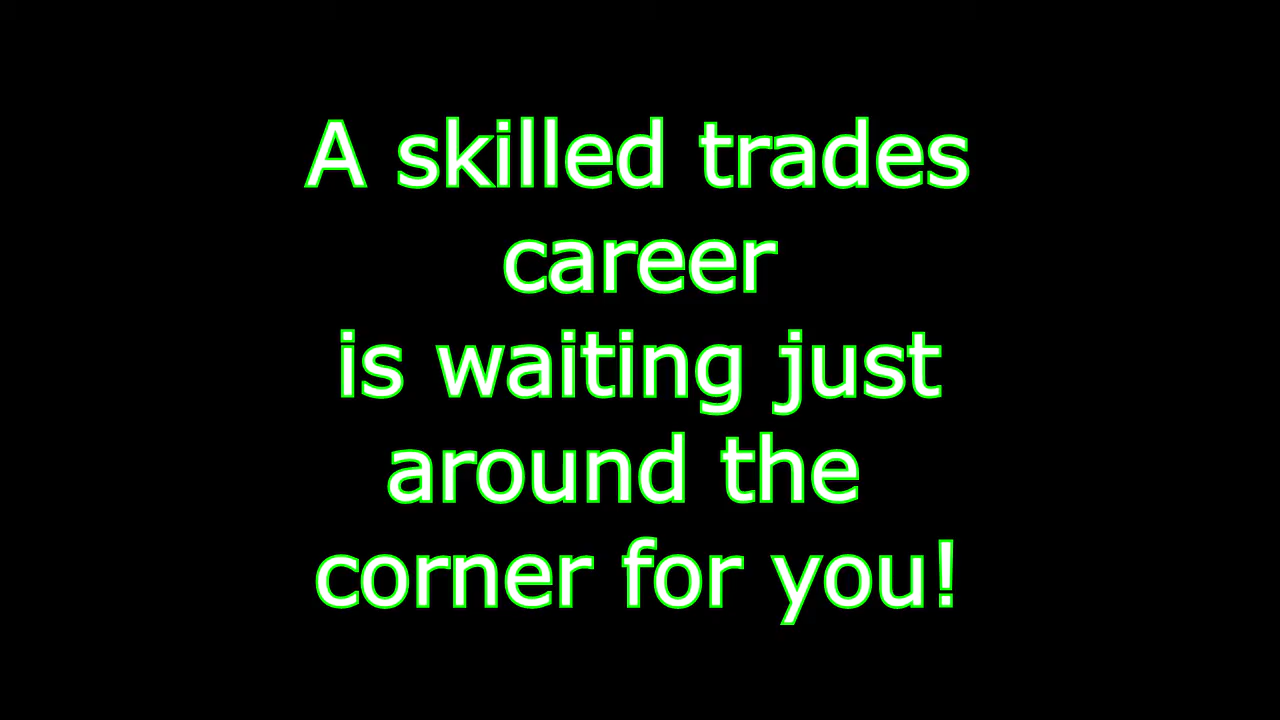 A skilled trades
career
is waiting just
around the
corner for you!